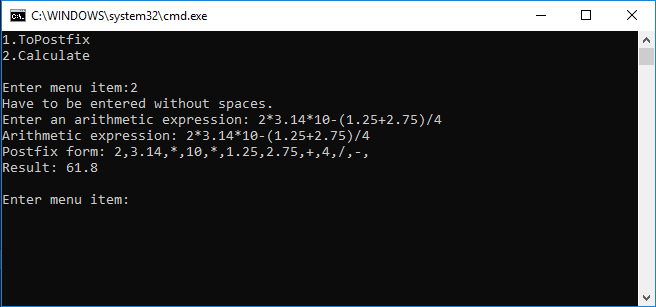 C:\WINDOWS\system32\cmd.exe
1.ToPostfix
2.Calculate
Enter menu item:2
Have to be entered without spaces.
Enter an arithmetic expression: 2*3.14*10-(1.25+2.75)/4
Arithmetic expression: 2*3.14*10-(1.25+2.75)/4
Postfix form: 2,3.14,*,10,*,1.25,2.75,+,4,/,-,
Result: 61.8
Enter menu item: